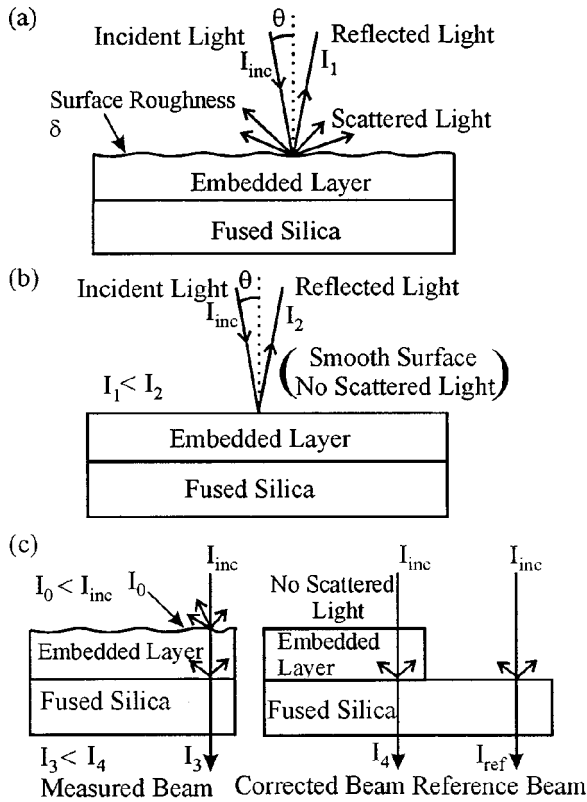 (a)
θ
Incident Light
Reflected Light
I_inc
I_1
Surface Roughness
δ
Scattered Light
Embedded Layer
Fused Silica
(b)
θ
Incident Light
Reflected Light
I_inc
I_2
(Smooth Surface
No Scattered Light)
I_1 < I_2
Embedded Layer
Fused Silica
(c)
I_inc
I_inc
I_inc
I_0 < I_inc
I_0
No Scattered
Light
Embedded Layer
Embedded
Layer
Fused Silica
Fused Silica
I_3 < I_4
I_3
I_4
I_ref
Measured Beam
Corrected Beam
Reference Beam